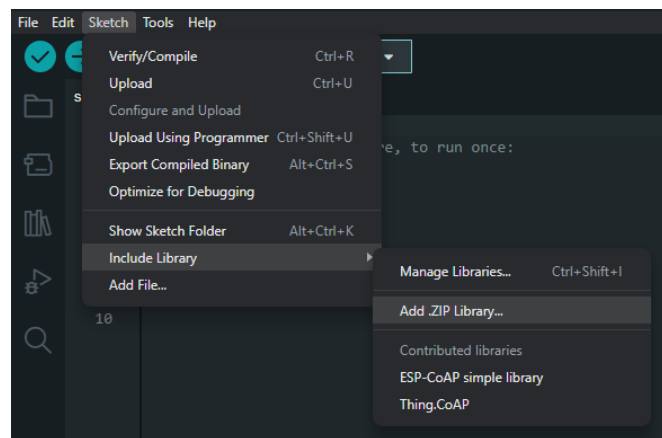 File Edit Sketch Tools Help
Verify/Compile Ctrl+R
s
Upload Ctrl+U
Configure and Upload
Upload Using Programmer Ctrl+Shift+U
re, to run once:
Export Compiled Binary Alt+Ctrl+S
Optimize for Debugging
Show Sketch Folder Alt+Ctrl+K
Include Library
Add File...
Manage Libraries... Ctrl+Shift+I
Add .ZIP Library...
10
Contributed libraries
ESP-CoAP simple library
Thing.CoAP